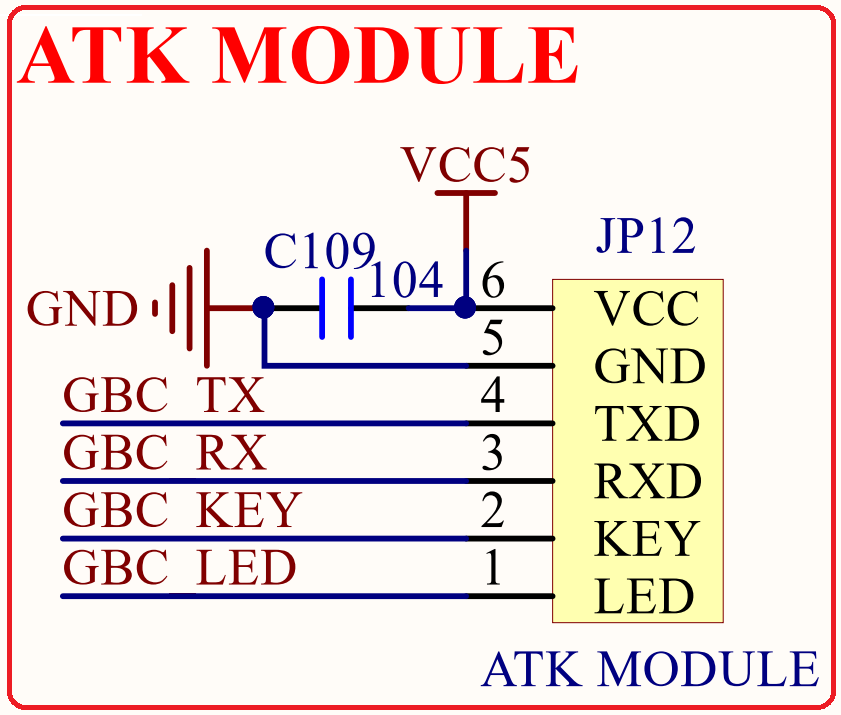 ATK MODULE
VCC5
JP12
C109
104
6
VCC
GND
5
GND
GBC TX
4
TXD
GBC RX
3
RXD
GBC KEY
2
KEY
GBC LED
1
LED
ATK MODULE